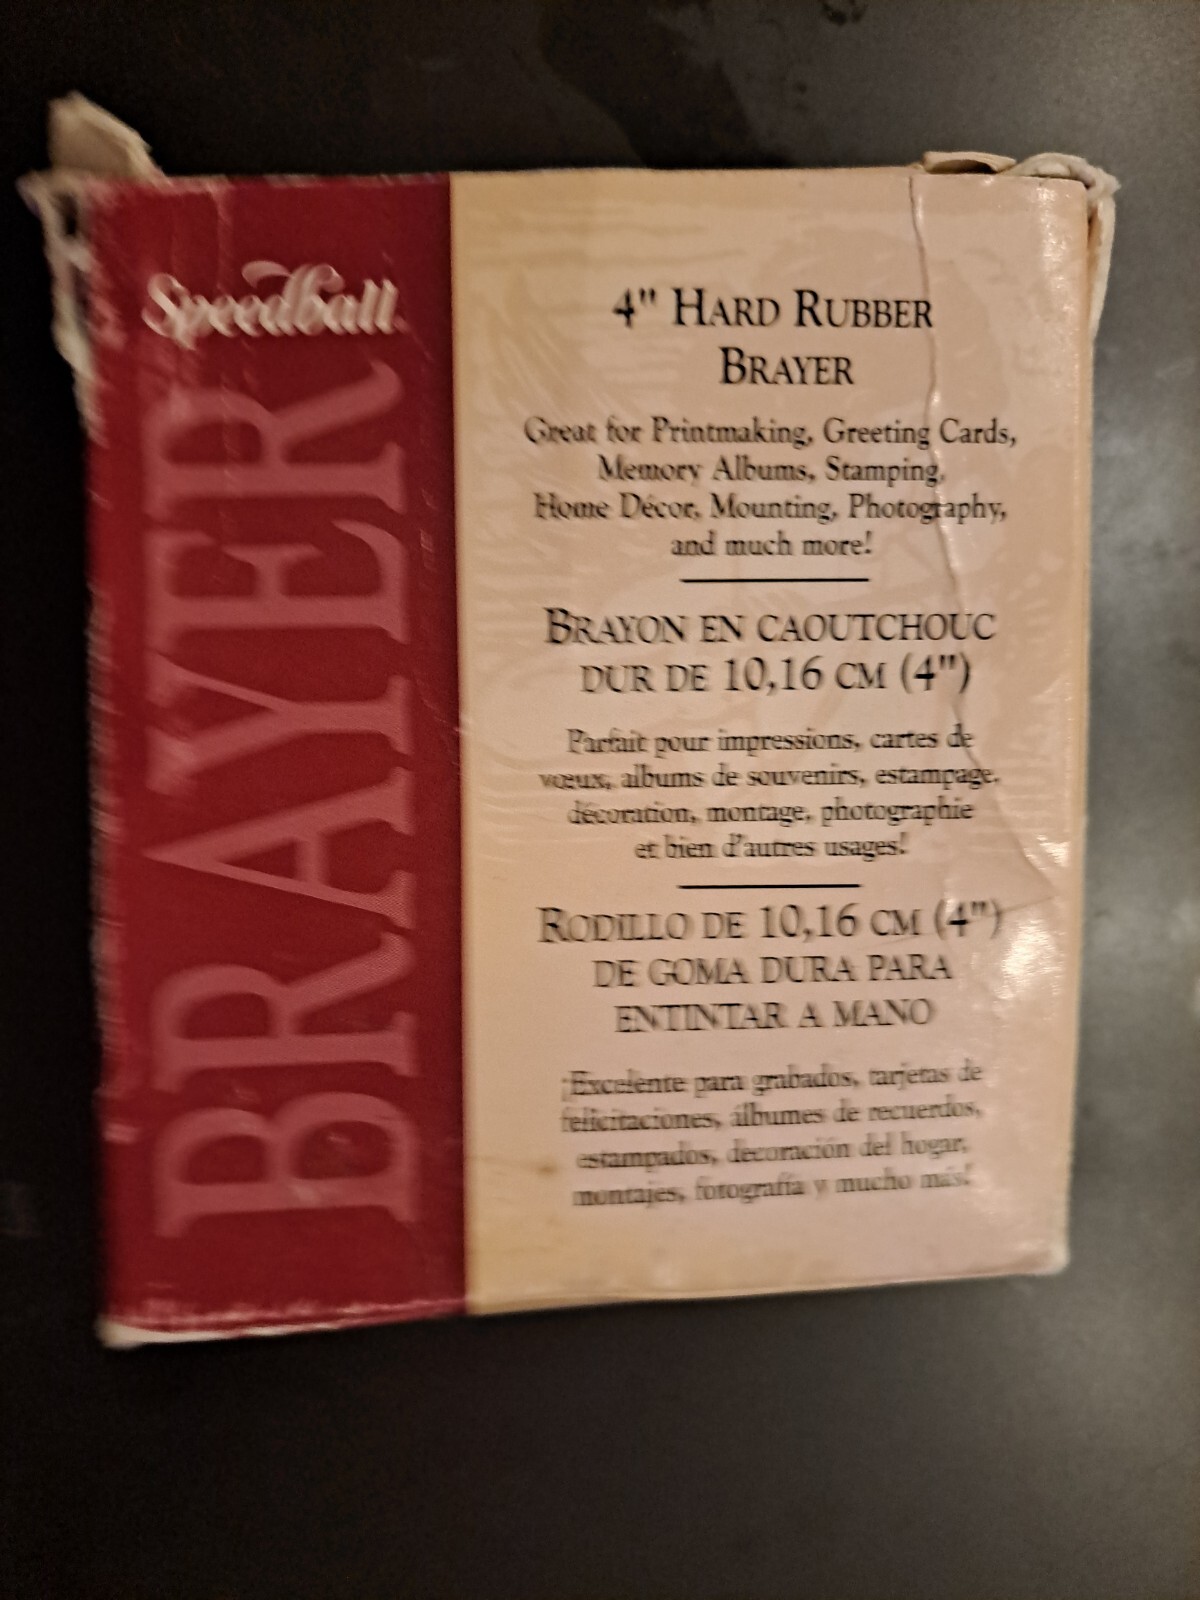 Speedball
BRAYER
4" HARD RUBBER
BRAYER
Great for Printmaking, Greeting Cards,
Memory Albums, Stamping,
Home Décor, Mounting, Photography,
and much more!
BRAYON EN CAOUTCHOUC
DUR DE 10,16 CM (4")
Parfait pour impressions, cartes de
vœux, albums de souvenirs, estampage,
décoration, montage, photographie
et bien d'autres usages!
RODILLO DE 10,16 CM (4")
DE GOMA DURA PARA
ENTINTAR A MANO
¡Excelente para grabados, tarjetas de
felicitaciones, álbumes de recuerdos,
estampados, decoración del hogar,
montajes, fotografía y mucho más!